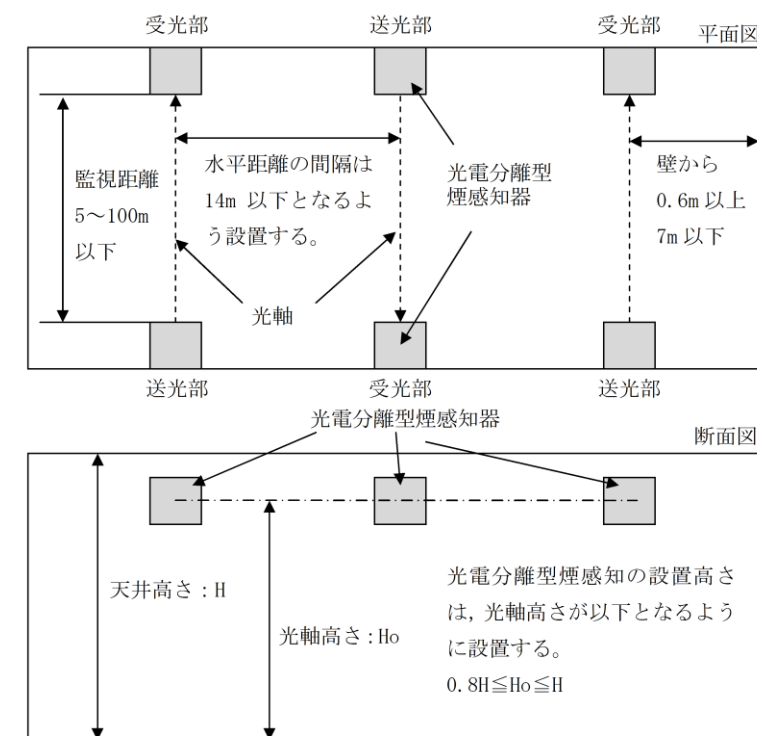 受光部
送光部
受光部
平面図
監視距離
5～100m
以下
水平距離の間隔は
14m 以下となるよ
う設置する。
光電分離型
煙感知器
壁から
0.6m 以上
7m 以下
光軸
送光部
受光部
送光部
光電分離型煙感知器
断面図
天井高さ：H
光軸高さ：Ho
光電分離型煙感知の設置高さ
は, 光軸高さが以下となるよう
に設置する。
0.8H≦Ho≦H